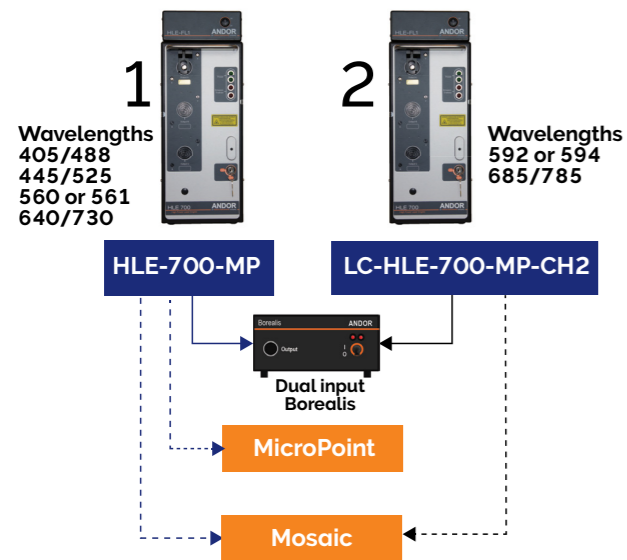 HLE-FL1 ANDOR
HLE-FL1 ANDOR
1
2
Wavelengths
405/488
445/525
560 or 561
640/730
Wavelengths
592 or 594
685/785
HLE 700 ANDOR
HLE 700 ANDOR
HLE-700-MP
LC-HLE-700-MP-CH2
Borealis ANDOR
Output
I
O
Dual input
Borealis
MicroPoint
Mosaic